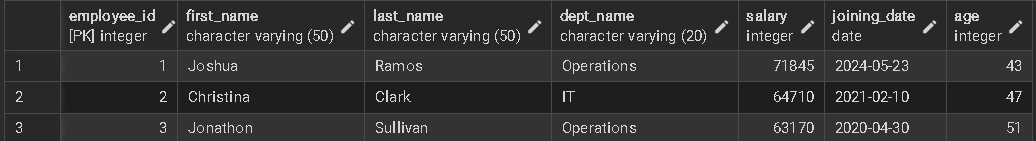 employee_id first_name last_name dept_name salary joining_date age
[PK] integer character varying (50) character varying (50) character varying (20) integer date integer
1 1 Joshua Ramos Operations 71845 2024-05-23 43
2 2 Christina Clark IT 64710 2021-02-10 47
3 3 Jonathon Sullivan Operations 63170 2020-04-30 51